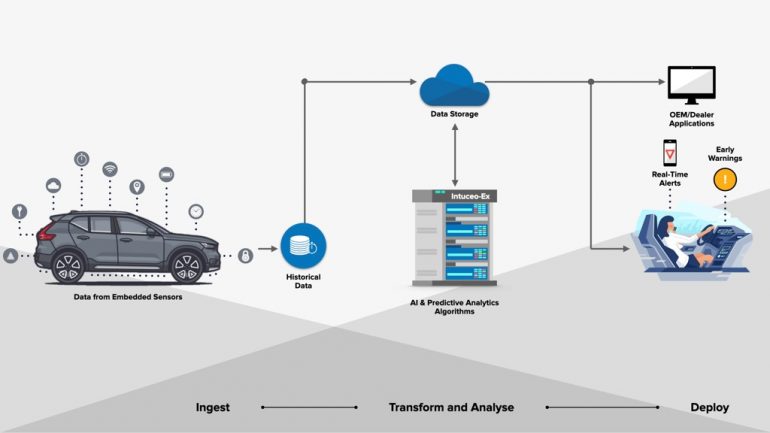 Data Storage
OEM/Dealer
Applications
Early
Warnings
Real-Time
Alerts
Intuceo-Ex
Historical
Data
Data from Embedded Sensors
AI & Predictive Analytics
Algorithms
Ingest
Transform and Analyse
Deploy